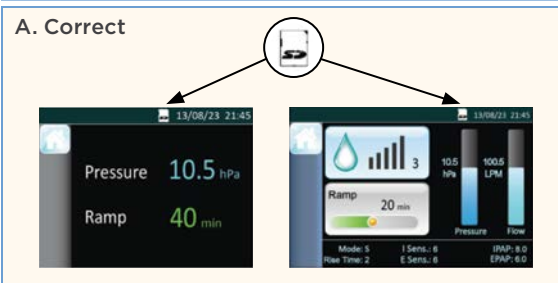 A. Correct
SD
13/08/23 21:45
Pressure 10.5 hPa
Ramp 40 min
13/08/23 21:45
3
Ramp
20 min
10.5 hPa
100.5 LPM
Pressure Flow
Mode: S I Sens.: 6 IPAP: 8.0
Rise Time: 2 E Sens.: 6 EPAP: 6.0